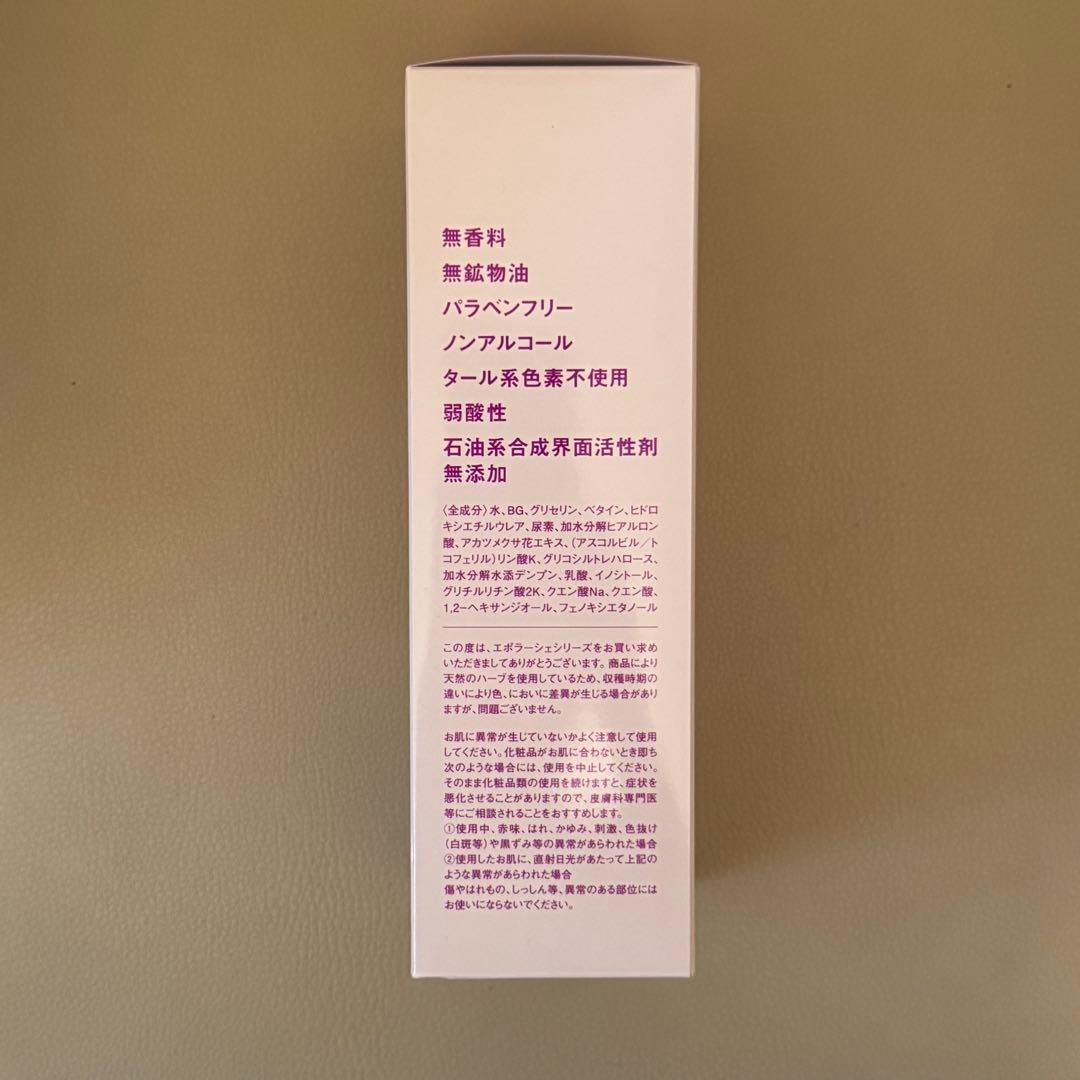 無香料
無鉱物油
パラベンフリー
ノンアルコール
タール系色素不使用
弱酸性
石油系合成界面活性剤
無添加
〈全成分〉水、BG、グリセリン、ベタイン、ヒドロ
キシエチルウレア、尿素、加水分解ヒアルロン
酸、アカツメクサ花エキス、(アスコルビル／ト
コフェリル)リン酸K、グリコシルトレハロース、
加水分解水添デンプン、乳酸、イノシトール、
グリチルリチン酸2K、クエン酸Na、クエン酸、
1,2−ヘキサンジオール、フェノキシエタノール
この度は、エポラーシェシリーズをお買い求め
いただきましてありがとうございます。商品により
天然のハーブを使用しているため、収穫時期の
違いにより色、においに差異が生じる場合があり
ますが、問題ございません。
お肌に異常が生じていないかよく注意して使用
してください。化粧品がお肌に合わないとき即ち
次のような場合には、使用を中止してください。
そのまま化粧品類の使用を続けますと、症状を
悪化させることがありますので、皮膚科専門医
等にご相談されることをおすすめします。
①使用中、赤味、はれ、かゆみ、刺激、色抜け
(白斑等)や黒ずみ等の異常があらわれた場合
②使用したお肌に、直射日光があたって上記の
ような異常があらわれた場合
傷やはれもの、しっしん等、異常のある部位には
お使いにならないでください。